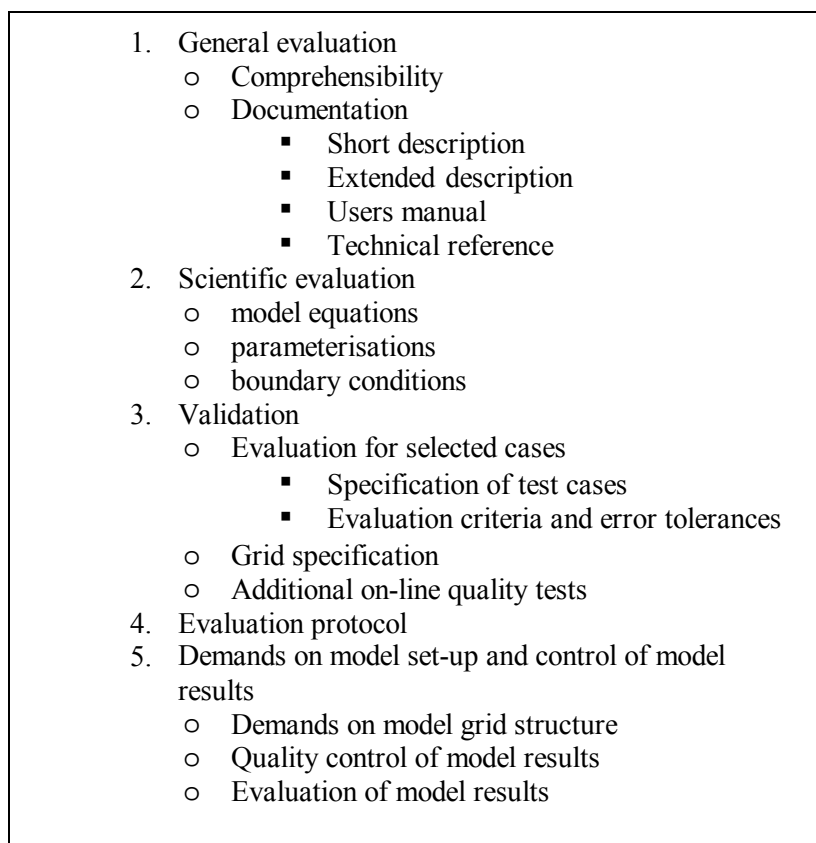 1. General evaluation
o Comprehensibility
o Documentation
▪ Short description
▪ Extended description
▪ Users manual
▪ Technical reference
2. Scientific evaluation
o model equations
o parameterisations
o boundary conditions
3. Validation
o Evaluation for selected cases
▪ Specification of test cases
▪ Evaluation criteria and error tolerances
o Grid specification
o Additional on-line quality tests
4. Evaluation protocol
5. Demands on model set-up and control of model
results
o Demands on model grid structure
o Quality control of model results
o Evaluation of model results